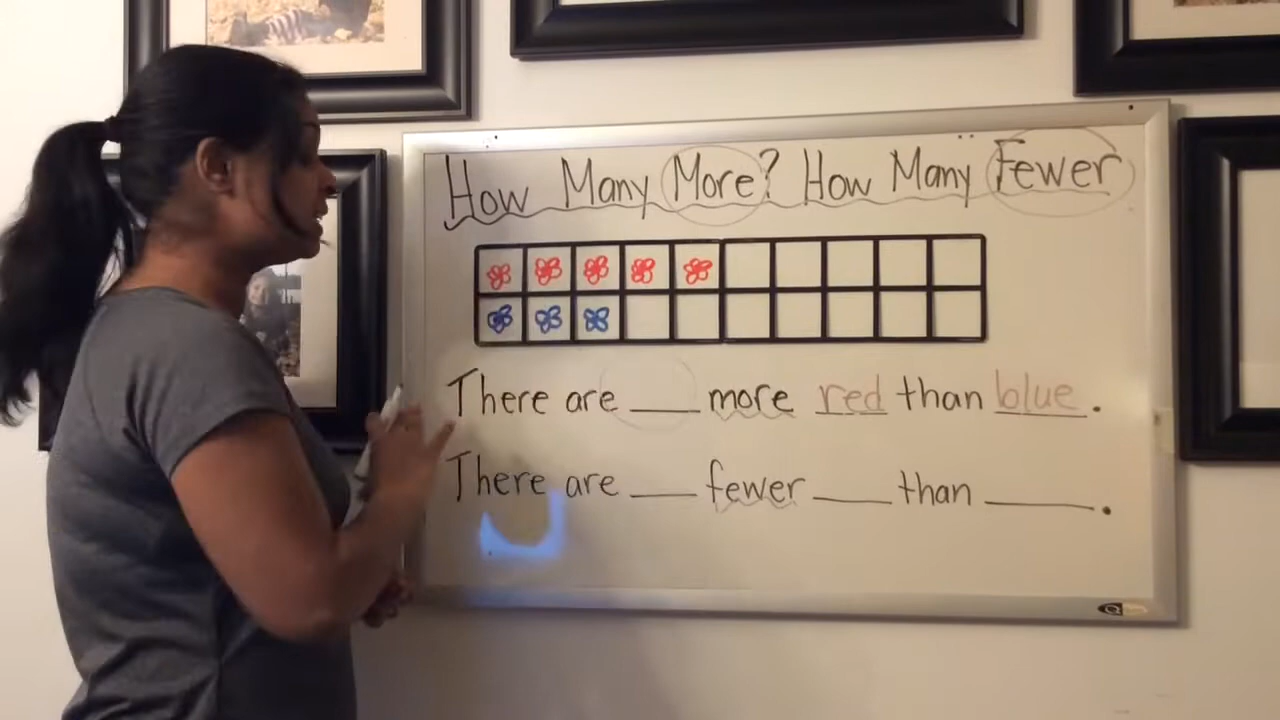 How Many More? How Many Fewer
There are ___ more red than blue.
There are ___ fewer ___ than ___.